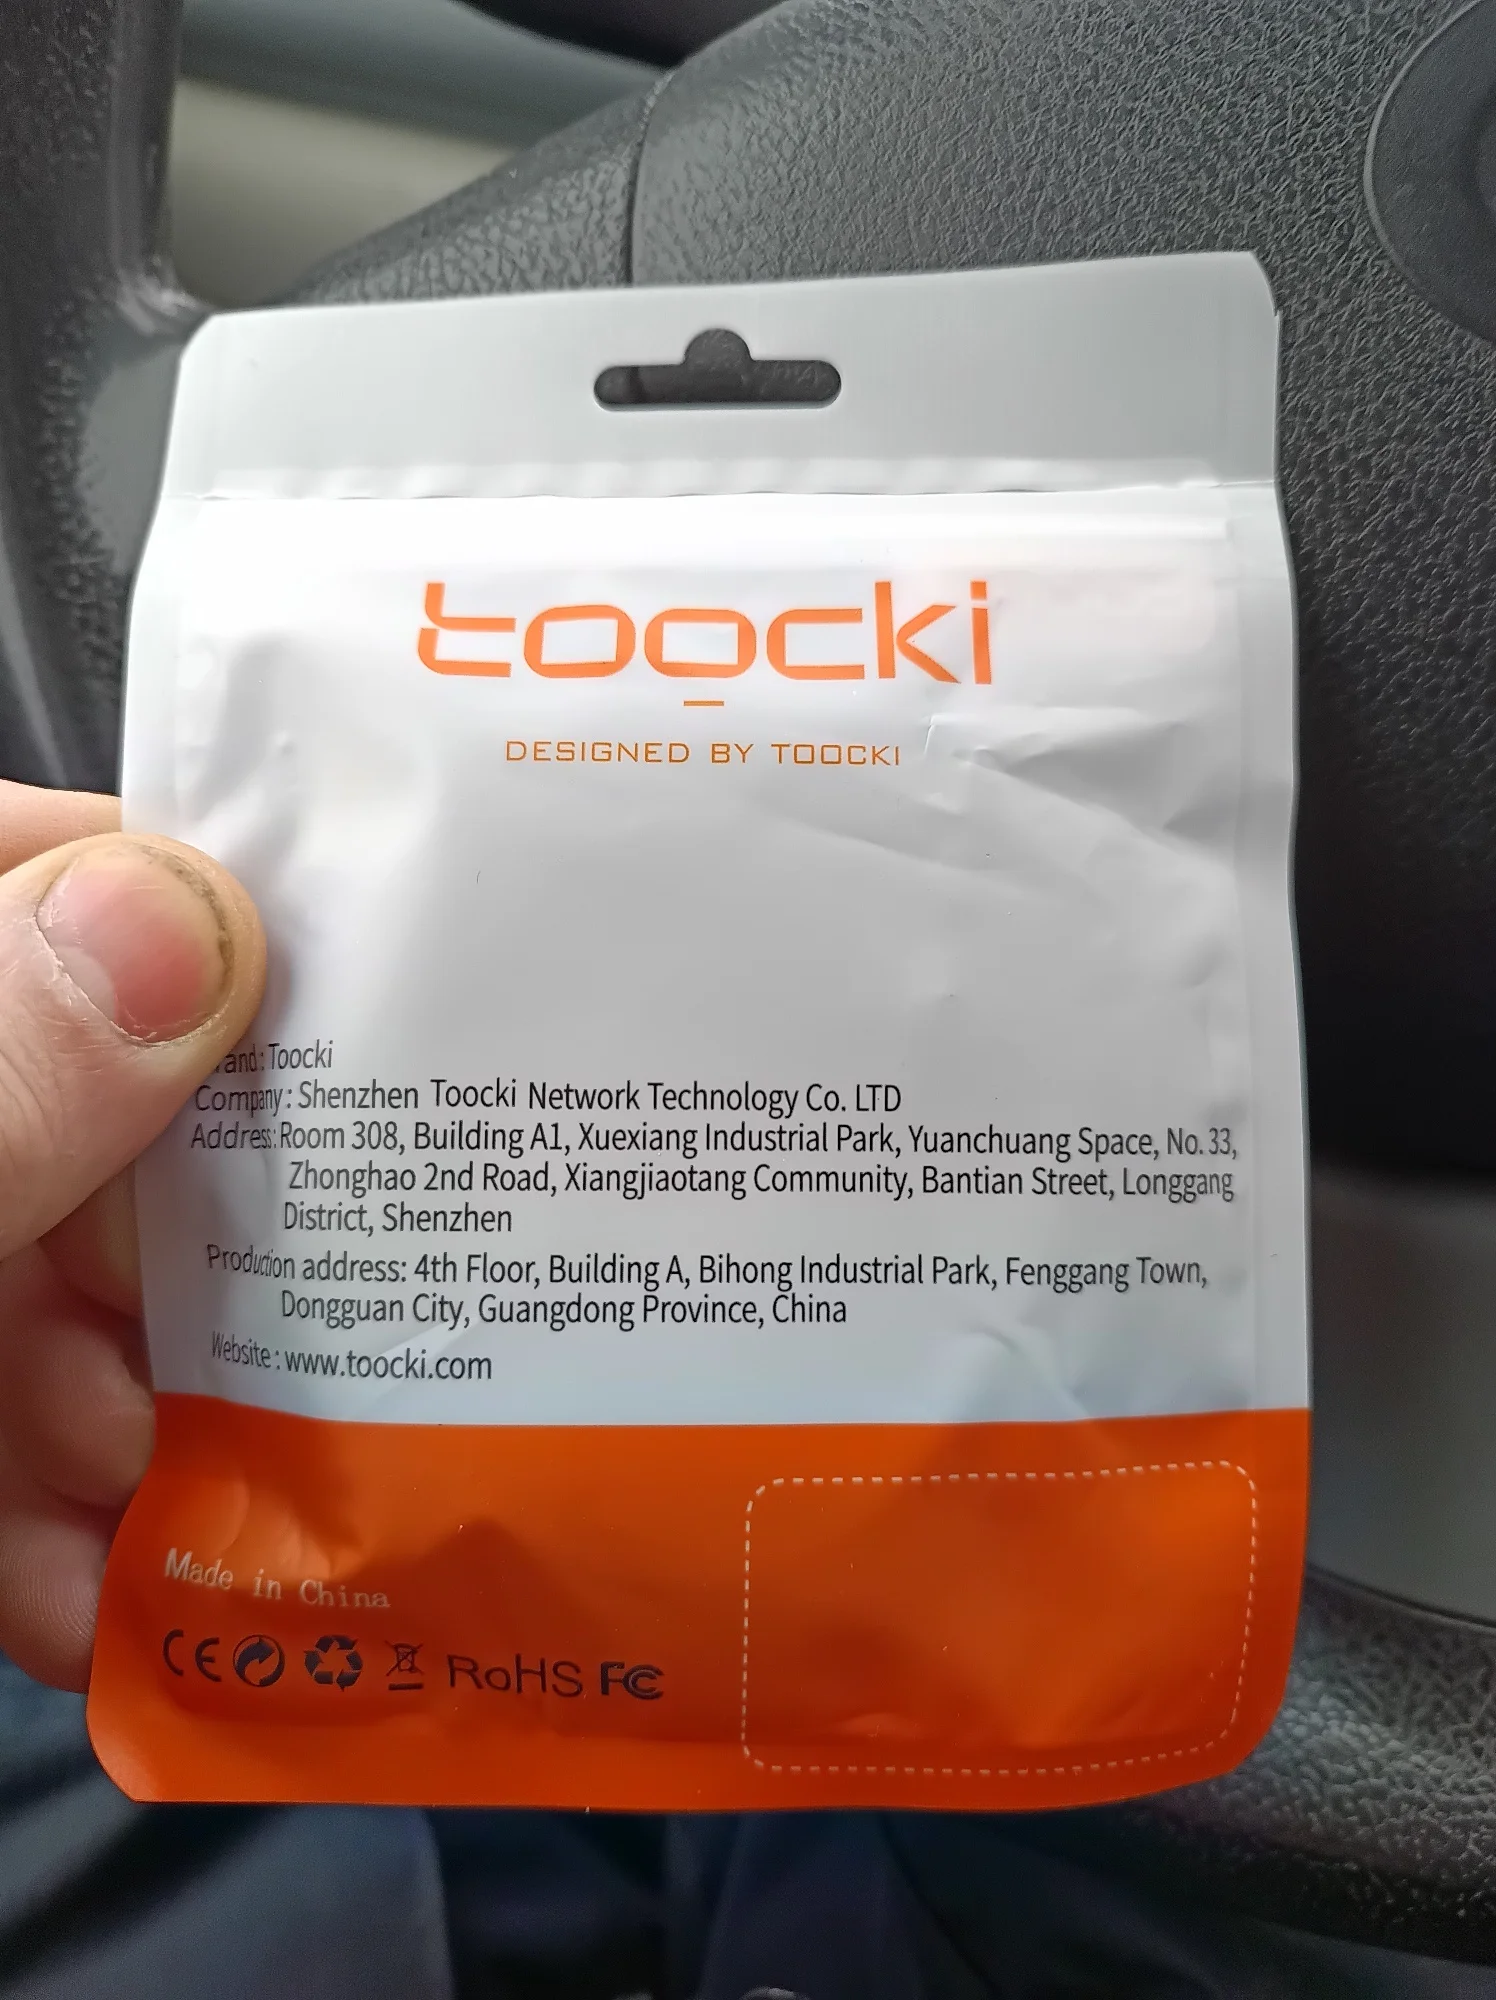 toocki
DESIGNED BY TOOCKI
rand: Toocki
Company: Shenzhen Toocki Network Technology Co. LTD
Address: Room 308, Building A1, Xuexiang Industrial Park, Yuanchuang Space, No. 33,
Zhonghao 2nd Road, Xiangjiaotang Community, Bantian Street, Longgang
District, Shenzhen
Production address: 4th Floor, Building A, Bihong Industrial Park, Fenggang Town,
Dongguan City, Guangdong Province, China
Website: www.toocki.com
Made in China
CE RoHS FC